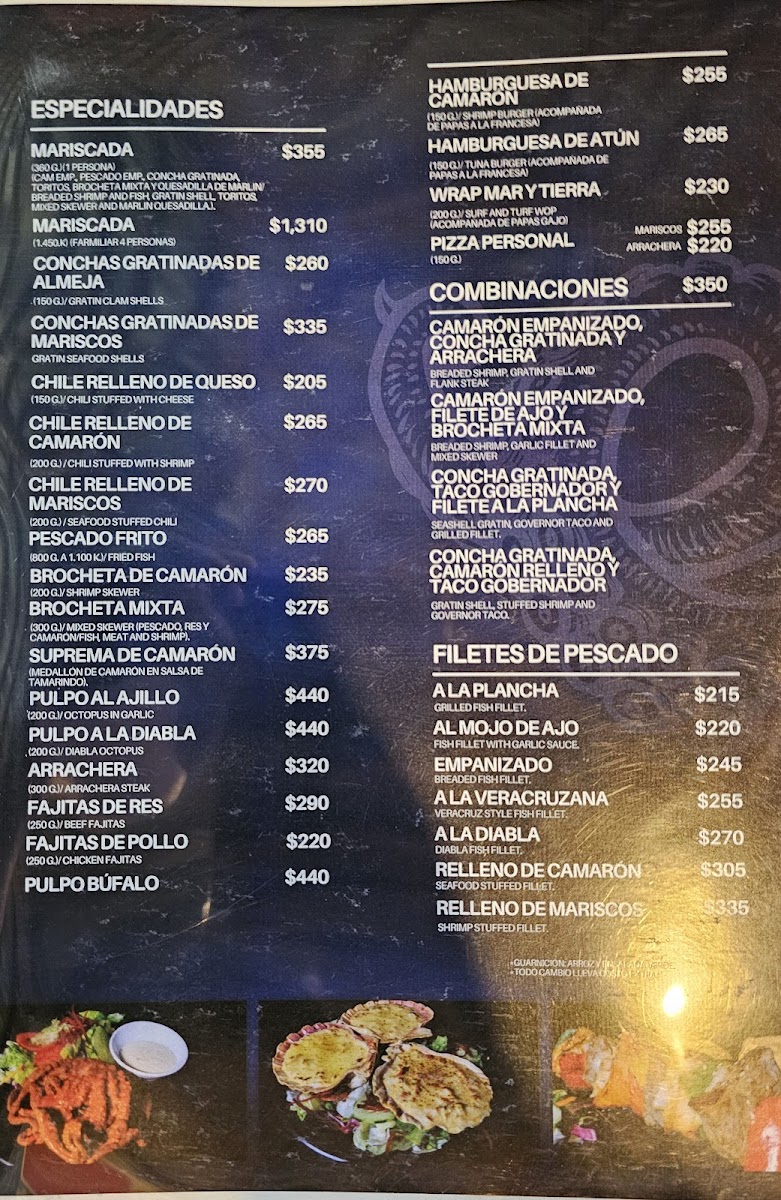 ESPECIALIDADES
MARISCADA $355
(360 G.) (1 PERSONA)
(CAM EMP., PESCADO EMP., CONCHA GRATINADA,
TORITOS, BROCHETA MIXTA Y QUESADILLA DE MARLIN/
BREADED SHRIMP AND FISH, GRATIN SHELL, TORITOS,
MIXED SKEWER AND MARLIN QUESADILLA.).
MARISCADA $1,310
(1.450.K) (FARMILIAR 4 PERSONAS)
CONCHAS GRATINADAS DE $260
ALMEJA
(150 G.)/ GRATIN CLAM SHELLS
CONCHAS GRATINADAS DE $335
MARISCOS
GRATIN SEAFOOD SHELLS
CHILE RELLENO DE QUESO $205
(150 G.)/ CHILI STUFFED WITH CHEESE
CHILE RELLENO DE $265
CAMARÓN
(200 G.) / CHILI STUFFED WITH SHRIMP
CHILE RELLENO DE $270
MARISCOS
(200 G.) / SEAFOOD STUFFED CHILI
PESCADO FRITO $265
(800 G. A 1.100 K.)/ FRIED FISH
BROCHETA DE CAMARÓN $235
(200 G.)/ SHRIMP SKEWER
BROCHETA MIXTA $275
(300 G.)/ MIXED SKEWER (PESCADO, RES Y
CAMARÓN/FISH, MEAT AND SHRIMP).
SUPREMA DE CAMARÓN $375
(MEDALLÓN DE CAMARÓN EN SALSA DE
TAMARINDO).
PULPO AL AJILLO $440
(200 G.)/ OCTOPUS IN GARLIC
PULPO A LA DIABLA $440
(200 G.)/ DIABLA OCTOPUS
ARRACHERA $320
(300 G.)/ ARRACHERA STEAK
FAJITAS DE RES $290
(250 G.)/ BEEF FAJITAS
FAJITAS DE POLLO $220
(250 G.)/ CHICKEN FAJITAS
PULPO BÚFALO $440
HAMBURGUESA DE $255
CAMARÓN
(150 G.)/ SHRIMP BURGER (ACOMPAÑADA
DE PAPAS A LA FRANCESA)
HAMBURGUESA DE ATÚN $265
(150 G.)/ TUNA BURGER (ACOMPAÑADA DE
PAPAS A LA FRANCESA)
WRAP MAR Y TIERRA $230
(200 G.)/ SURF AND TURF WOP
(ACOMPAÑADA DE PAPAS GAJO)
PIZZA PERSONAL MARISCOS $255
(150 G.) ARRACHERA $220
COMBINACIONES $350
CAMARÓN EMPANIZADO,
CONCHA GRATINADA Y
ARRACHERA
BREADED SHRIMP, GRATIN SHELL AND
FLANK STEAK
CAMARÓN EMPANIZADO,
FILETE DE AJO Y
BROCHETA MIXTA
BREADED SHRIMP, GARLIC FILLET AND
MIXED SKEWER
CONCHA GRATINADA,
TACO GOBERNADOR Y
FILETE A LA PLANCHA
SEASHELL GRATIN, GOVERNOR TACO AND
GRILLED FILLET.
CONCHA GRATINADA,
CAMARÓN RELLENO Y
TACO GOBERNADOR
GRATIN SHELL, STUFFED SHRIMP AND
GOVERNOR TACO.
FILETES DE PESCADO
A LA PLANCHA $215
GRILLED FISH FILLET.
AL MOJO DE AJO $220
FISH FILLET WITH GARLIC SAUCE.
EMPANIZADO $245
BREADED FISH FILLET.
A LA VERACRUZANA $255
VERACRUZ STYLE FISH FILLET.
A LA DIABLA $270
DIABLA FISH FILLET.
RELLENO DE CAMARÓN $305
SEAFOOD STUFFED FILLET.
RELLENO DE MARISCOS $335
SHRIMP STUFFED FILLET.
*GUARNICIÓN: ARROZ Y
*TODO CAMBIO LLEVA